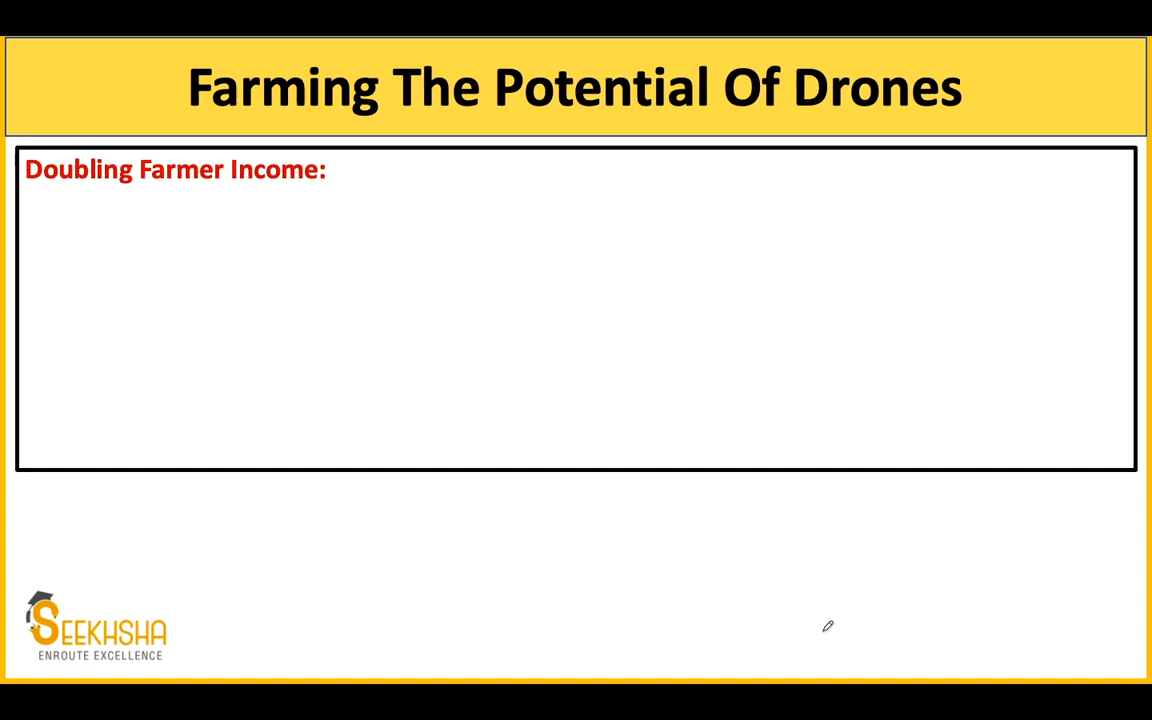 Farming The Potential Of Drones
Doubling Farmer Income:
SEEKHSHA
ENROUTE EXCELLENCE